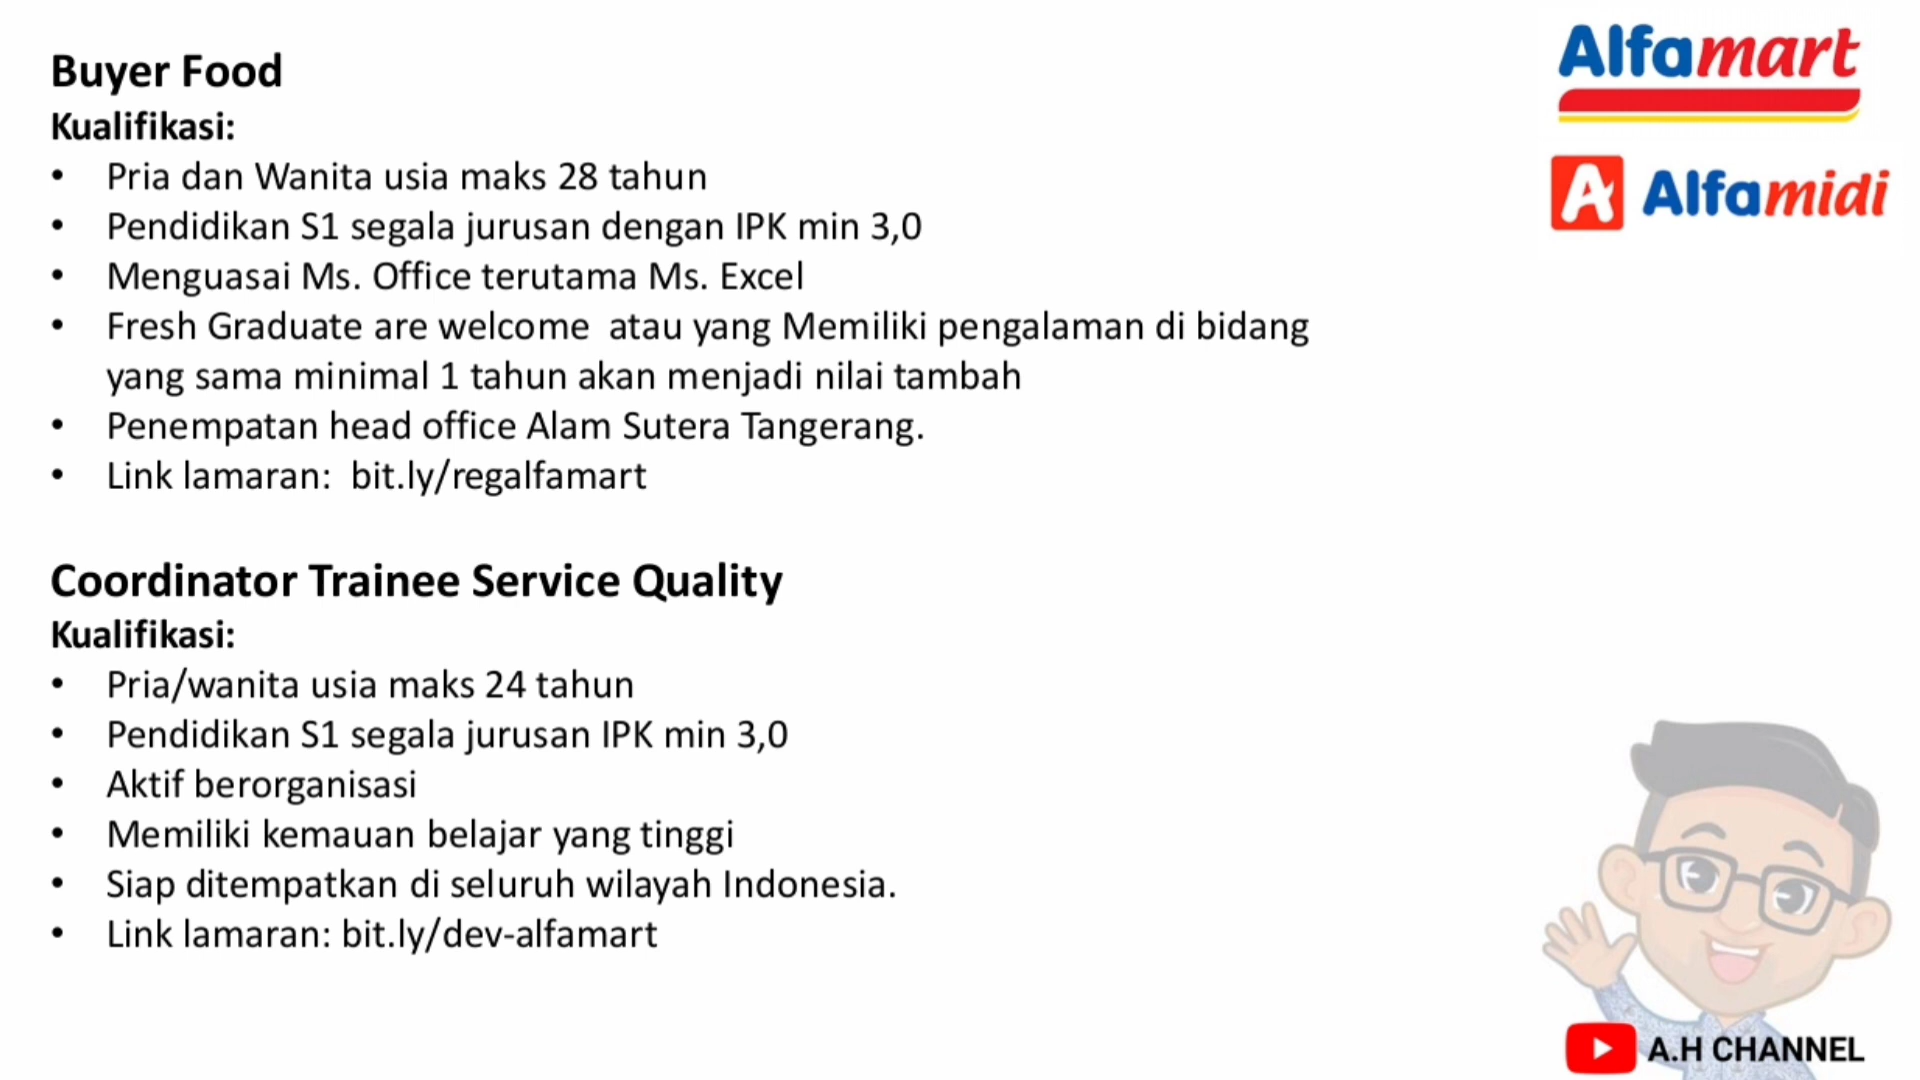 Buyer Food
Kualifikasi:
• Pria dan Wanita usia maks 28 tahun
• Pendidikan S1 segala jurusan dengan IPK min 3,0
• Menguasai Ms. Office terutama Ms. Excel
• Fresh Graduate are welcome  atau yang Memiliki pengalaman di bidang
yang sama minimal 1 tahun akan menjadi nilai tambah
• Penempatan head office Alam Sutera Tangerang.
• Link lamaran:  bit.ly/regalfamart
Coordinator Trainee Service Quality
Kualifikasi:
• Pria/wanita usia maks 24 tahun
• Pendidikan S1 segala jurusan IPK min 3,0
• Aktif berorganisasi
• Memiliki kemauan belajar yang tinggi
• Siap ditempatkan di seluruh wilayah Indonesia.
• Link lamaran: bit.ly/dev-alfamart
Alfamart
A Alfamidi
A.H CHANNEL